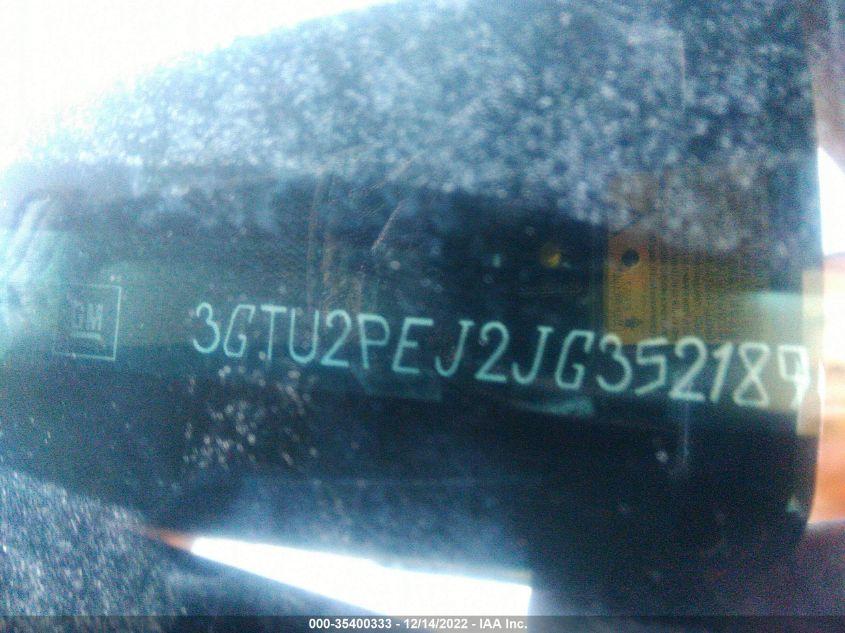 GM
3GTU2PEJ2JG352189
000-35400333 - 12/14/2022 - IAA Inc.